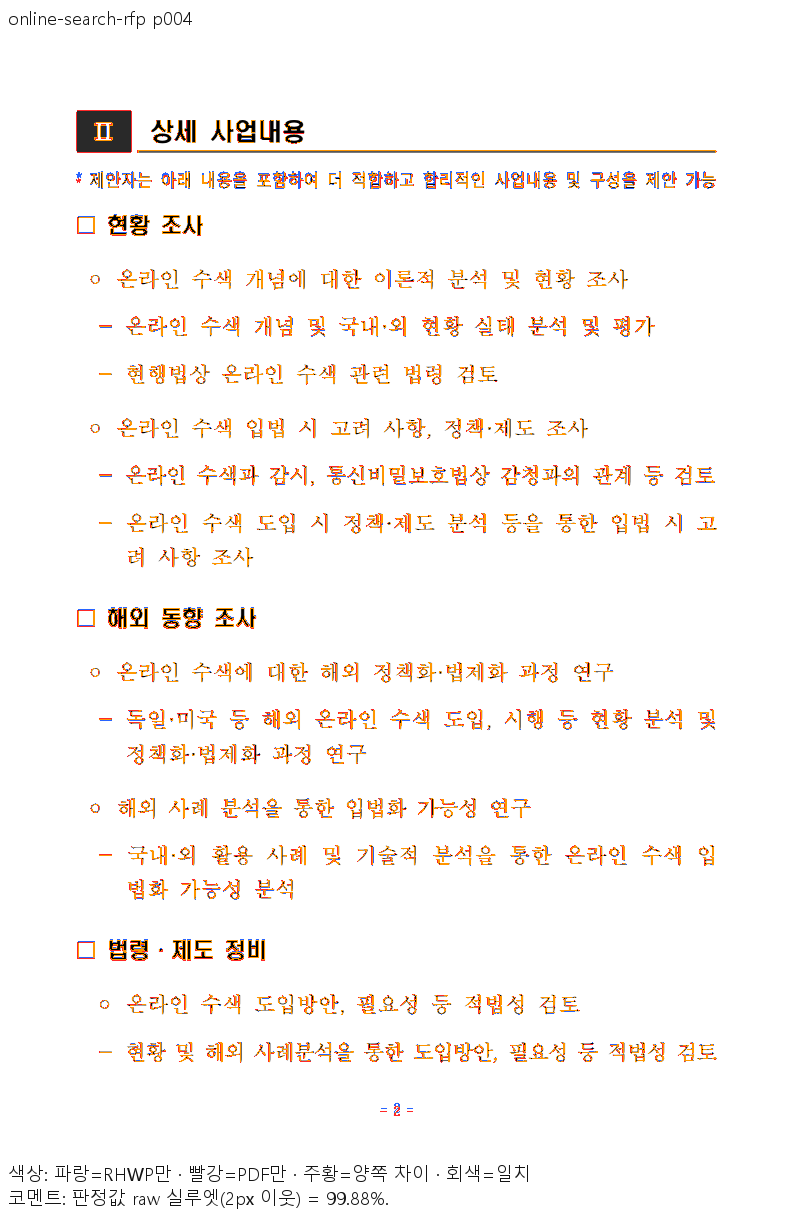 online-search-rfp p004
Ⅱ 상세 사업내용
* 제안자는 아래 내용을 포함하여 더 적합하고 합리적인 사업내용 및 구성을 제안 가능
□ 현황 조사
○ 온라인 수색 개념에 대한 이론적 분석 및 현황 조사
- 온라인 수색 개념 및 국내·외 현황 실태 분석 및 평가
- 현행법상 온라인 수색 관련 법령 검토
○ 온라인 수색 입법 시 고려 사항, 정책·제도 조사
- 온라인 수색과 감시, 통신비밀보호법상 감청과의 관계 등 검토
- 온라인 수색 도입 시 정책·제도 분석 등을 통한 입법 시 고
려 사항 조사
□ 해외 동향 조사
○ 온라인 수색에 대한 해외 정책화·법제화 과정 연구
- 독일·미국 등 해외 온라인 수색 도입, 시행 등 현황 분석 및
정책화·법제화 과정 연구
○ 해외 사례 분석을 통한 입법화 가능성 연구
- 국내·외 활용 사례 및 기술적 분석을 통한 온라인 수색 입
법화 가능성 분석
□ 법령·제도 정비
○ 온라인 수색 도입방안, 필요성 등 적법성 검토
- 현황 및 해외 사례분석을 통한 도입방안, 필요성 등 적법성 검토
색상: 파랑=RHWP만 · 빨강=PDF만 · 주황=양쪽 차이 · 회색=일치
코멘트: 판정값 raw 실루엣(2px 이웃) = 99.88%.